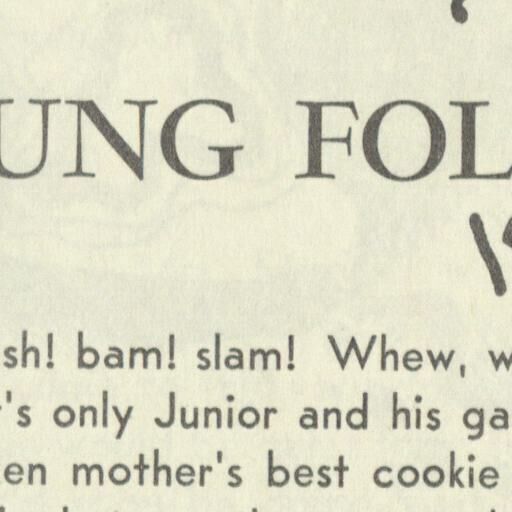 UNG FOL
sh! bam! slam! Whew, w
's only Junior and his ga
en mother's best cookie